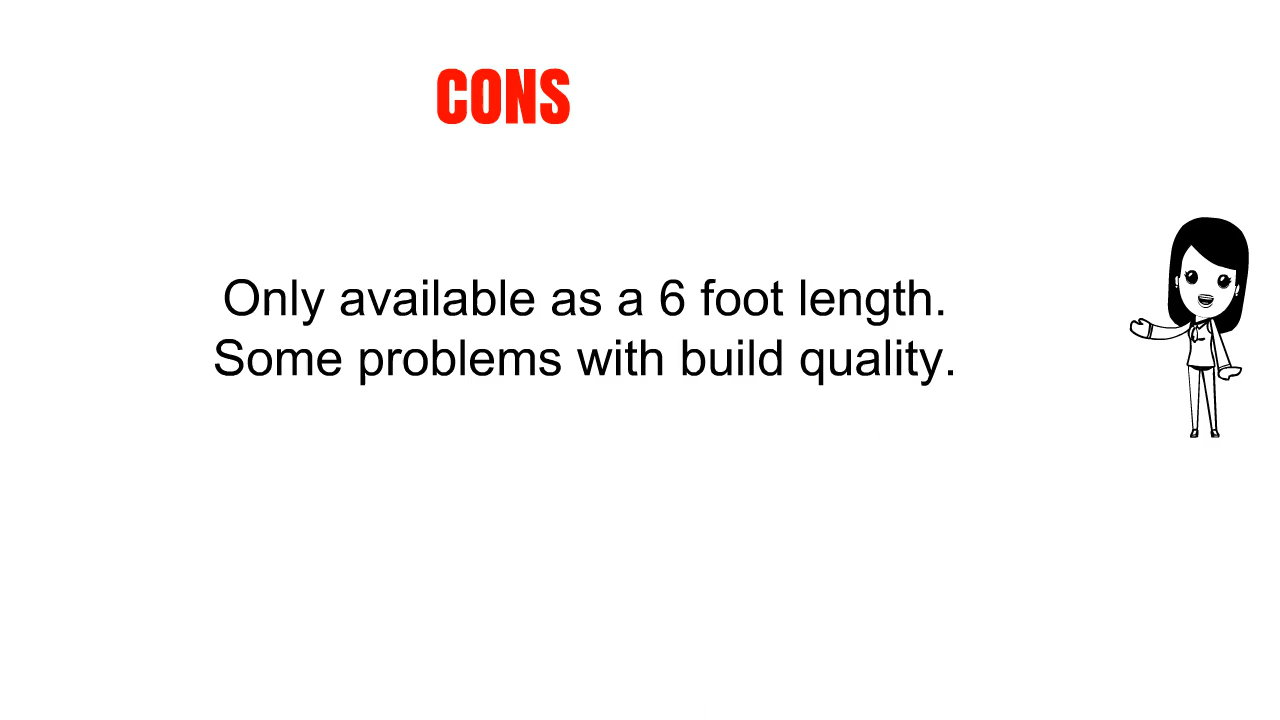 CONS
Only available as a 6 foot length.
Some problems with build quality.